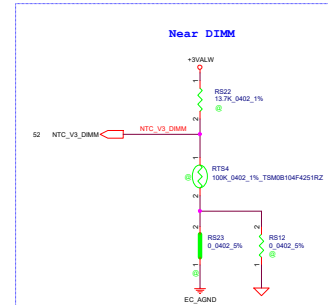 Near DIMM
+3VALW
1
RS22
13.7K_0402_1%
@
2
52 NTC_V3_DIMM NTC_V3_DIMM
1
RTS4
@ 100K_0402_1%_TSM0B104F4251RZ
2
2 2
RS23 RS12
0_0402_5% 0_0402_5%
@
1 1
@
EC_AGND